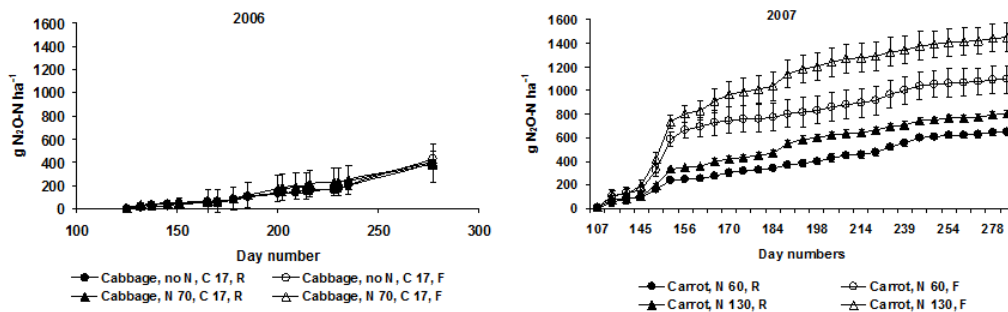 2006
g N₂O-N ha⁻¹
1600
1400
1200
1000
800
600
400
200
0
100 150 200 250 300
Day number
Cabbage, no N, C 17, R Cabbage, no N, C 17, F
Cabbage, N 70, C 17, R Cabbage, N 70, C 17, F
2007
g N₂O-N ha⁻¹
1600
1400
1200
1000
800
600
400
200
0
107 145 156 170 184 198 214 239 254 278
Day numbers
Carrot, N 60, R Carrot, N 60, F
Carrot, N 130, R Carrot, N 130, F